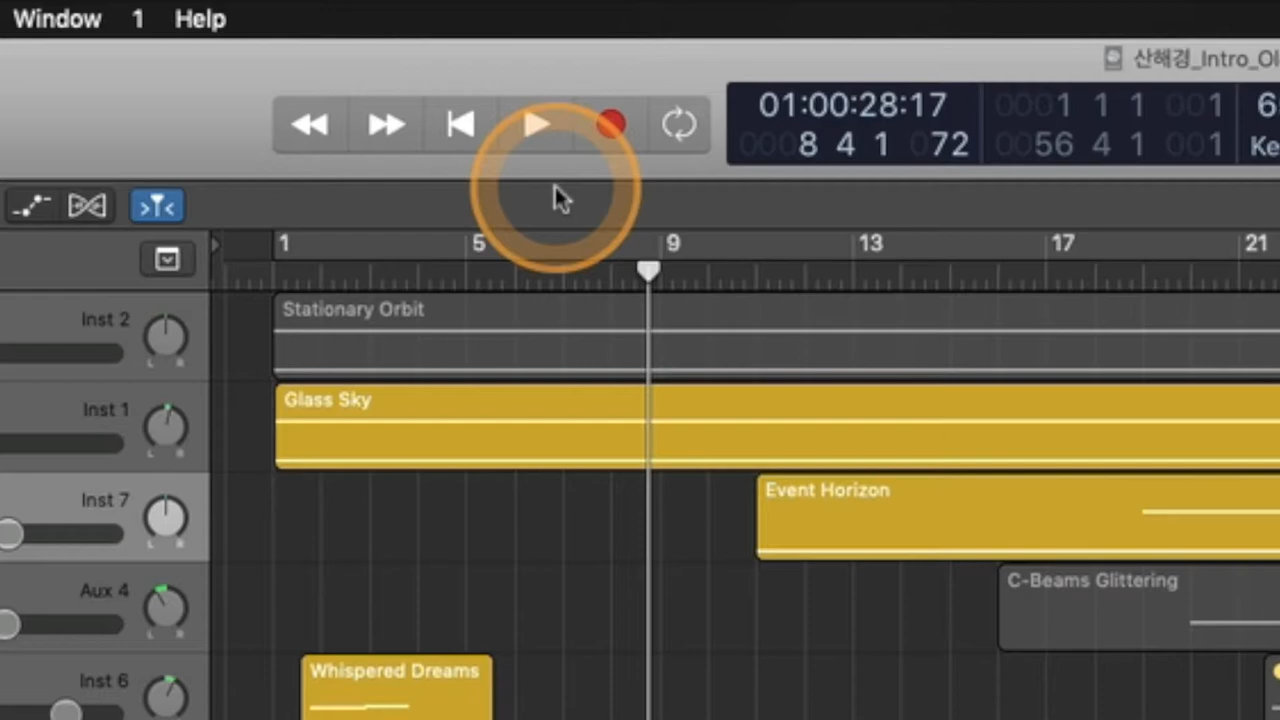 Window 1 Help
산해경_Intro_Ol
01:00:28:17 0001 1 1 001 6
0008 4 1 072 0056 4 1 001 Ke
1 5 9 13 17 21
Inst 2
L R
Stationary Orbit
Inst 1
L R
Glass Sky
Inst 7
L R
Event Horizon
Aux 4
L R
C-Beams Glittering
Inst 6
Whispered Dreams